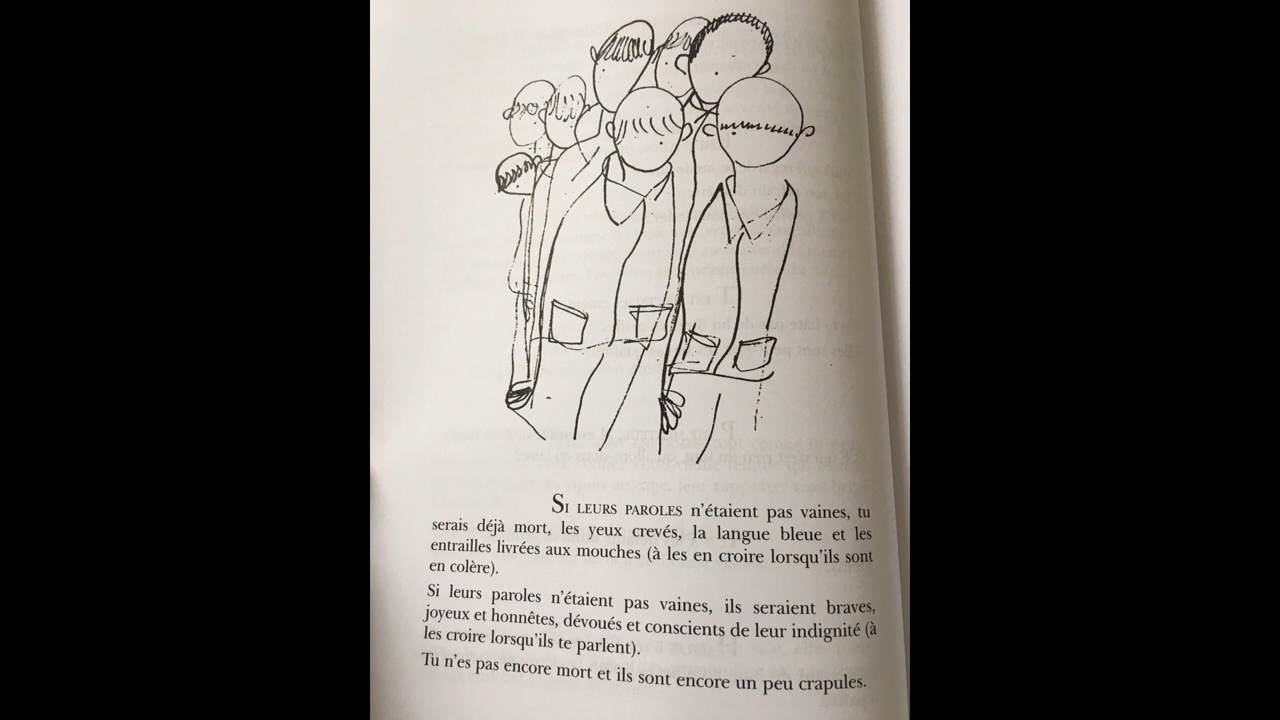 SI LEURS PAROLES n'étaient pas vaines, tu
serais déjà mort, les yeux crevés, la langue bleue et les
entrailles livrées aux mouches (à les en croire lorsqu'ils sont
en colère).
Si leurs paroles n'étaient pas vaines, ils seraient braves,
joyeux et honnêtes, dévoués et conscients de leur indignité (à
les croire lorsqu'ils te parlent).
Tu n'es pas encore mort et ils sont encore un peu crapules.